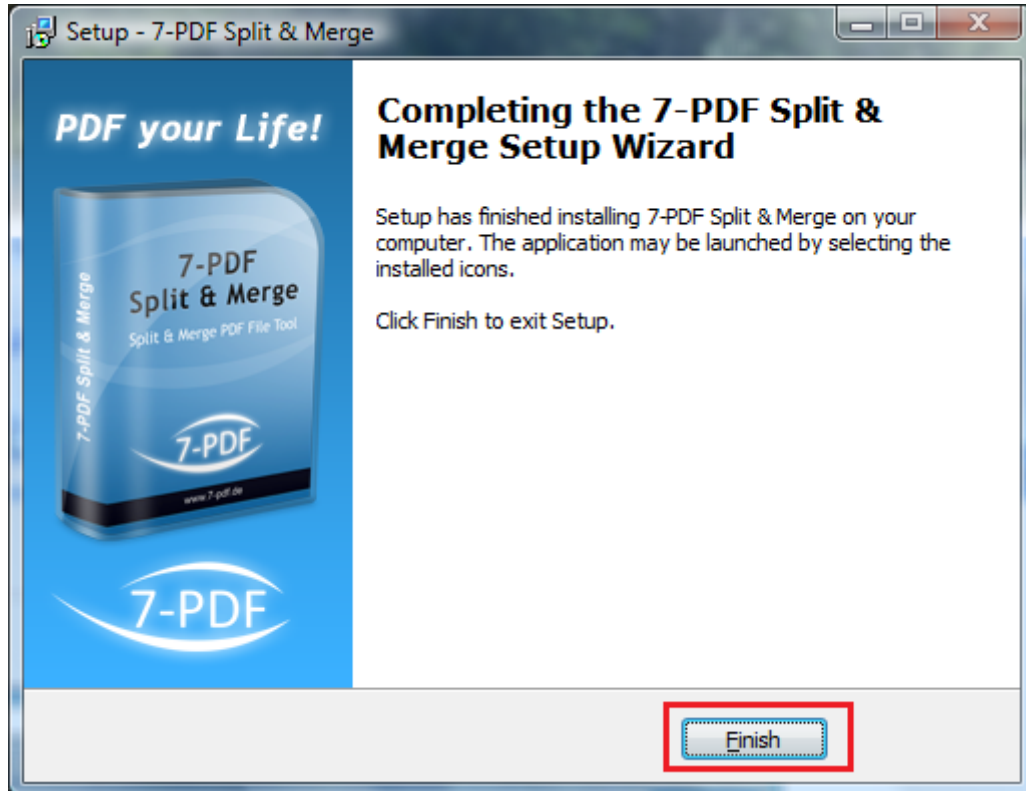 Setup - 7-PDF Split & Merge
PDF your Life!
7-PDF
Split & Merge
Split & Merge PDF File Tool
7-PDF Split & Merge
7-PDF
www.7-pdf.de
7-PDF
Completing the 7-PDF Split &
Merge Setup Wizard
Setup has finished installing 7-PDF Split & Merge on your
computer. The application may be launched by selecting the
installed icons.
Click Finish to exit Setup.
Finish